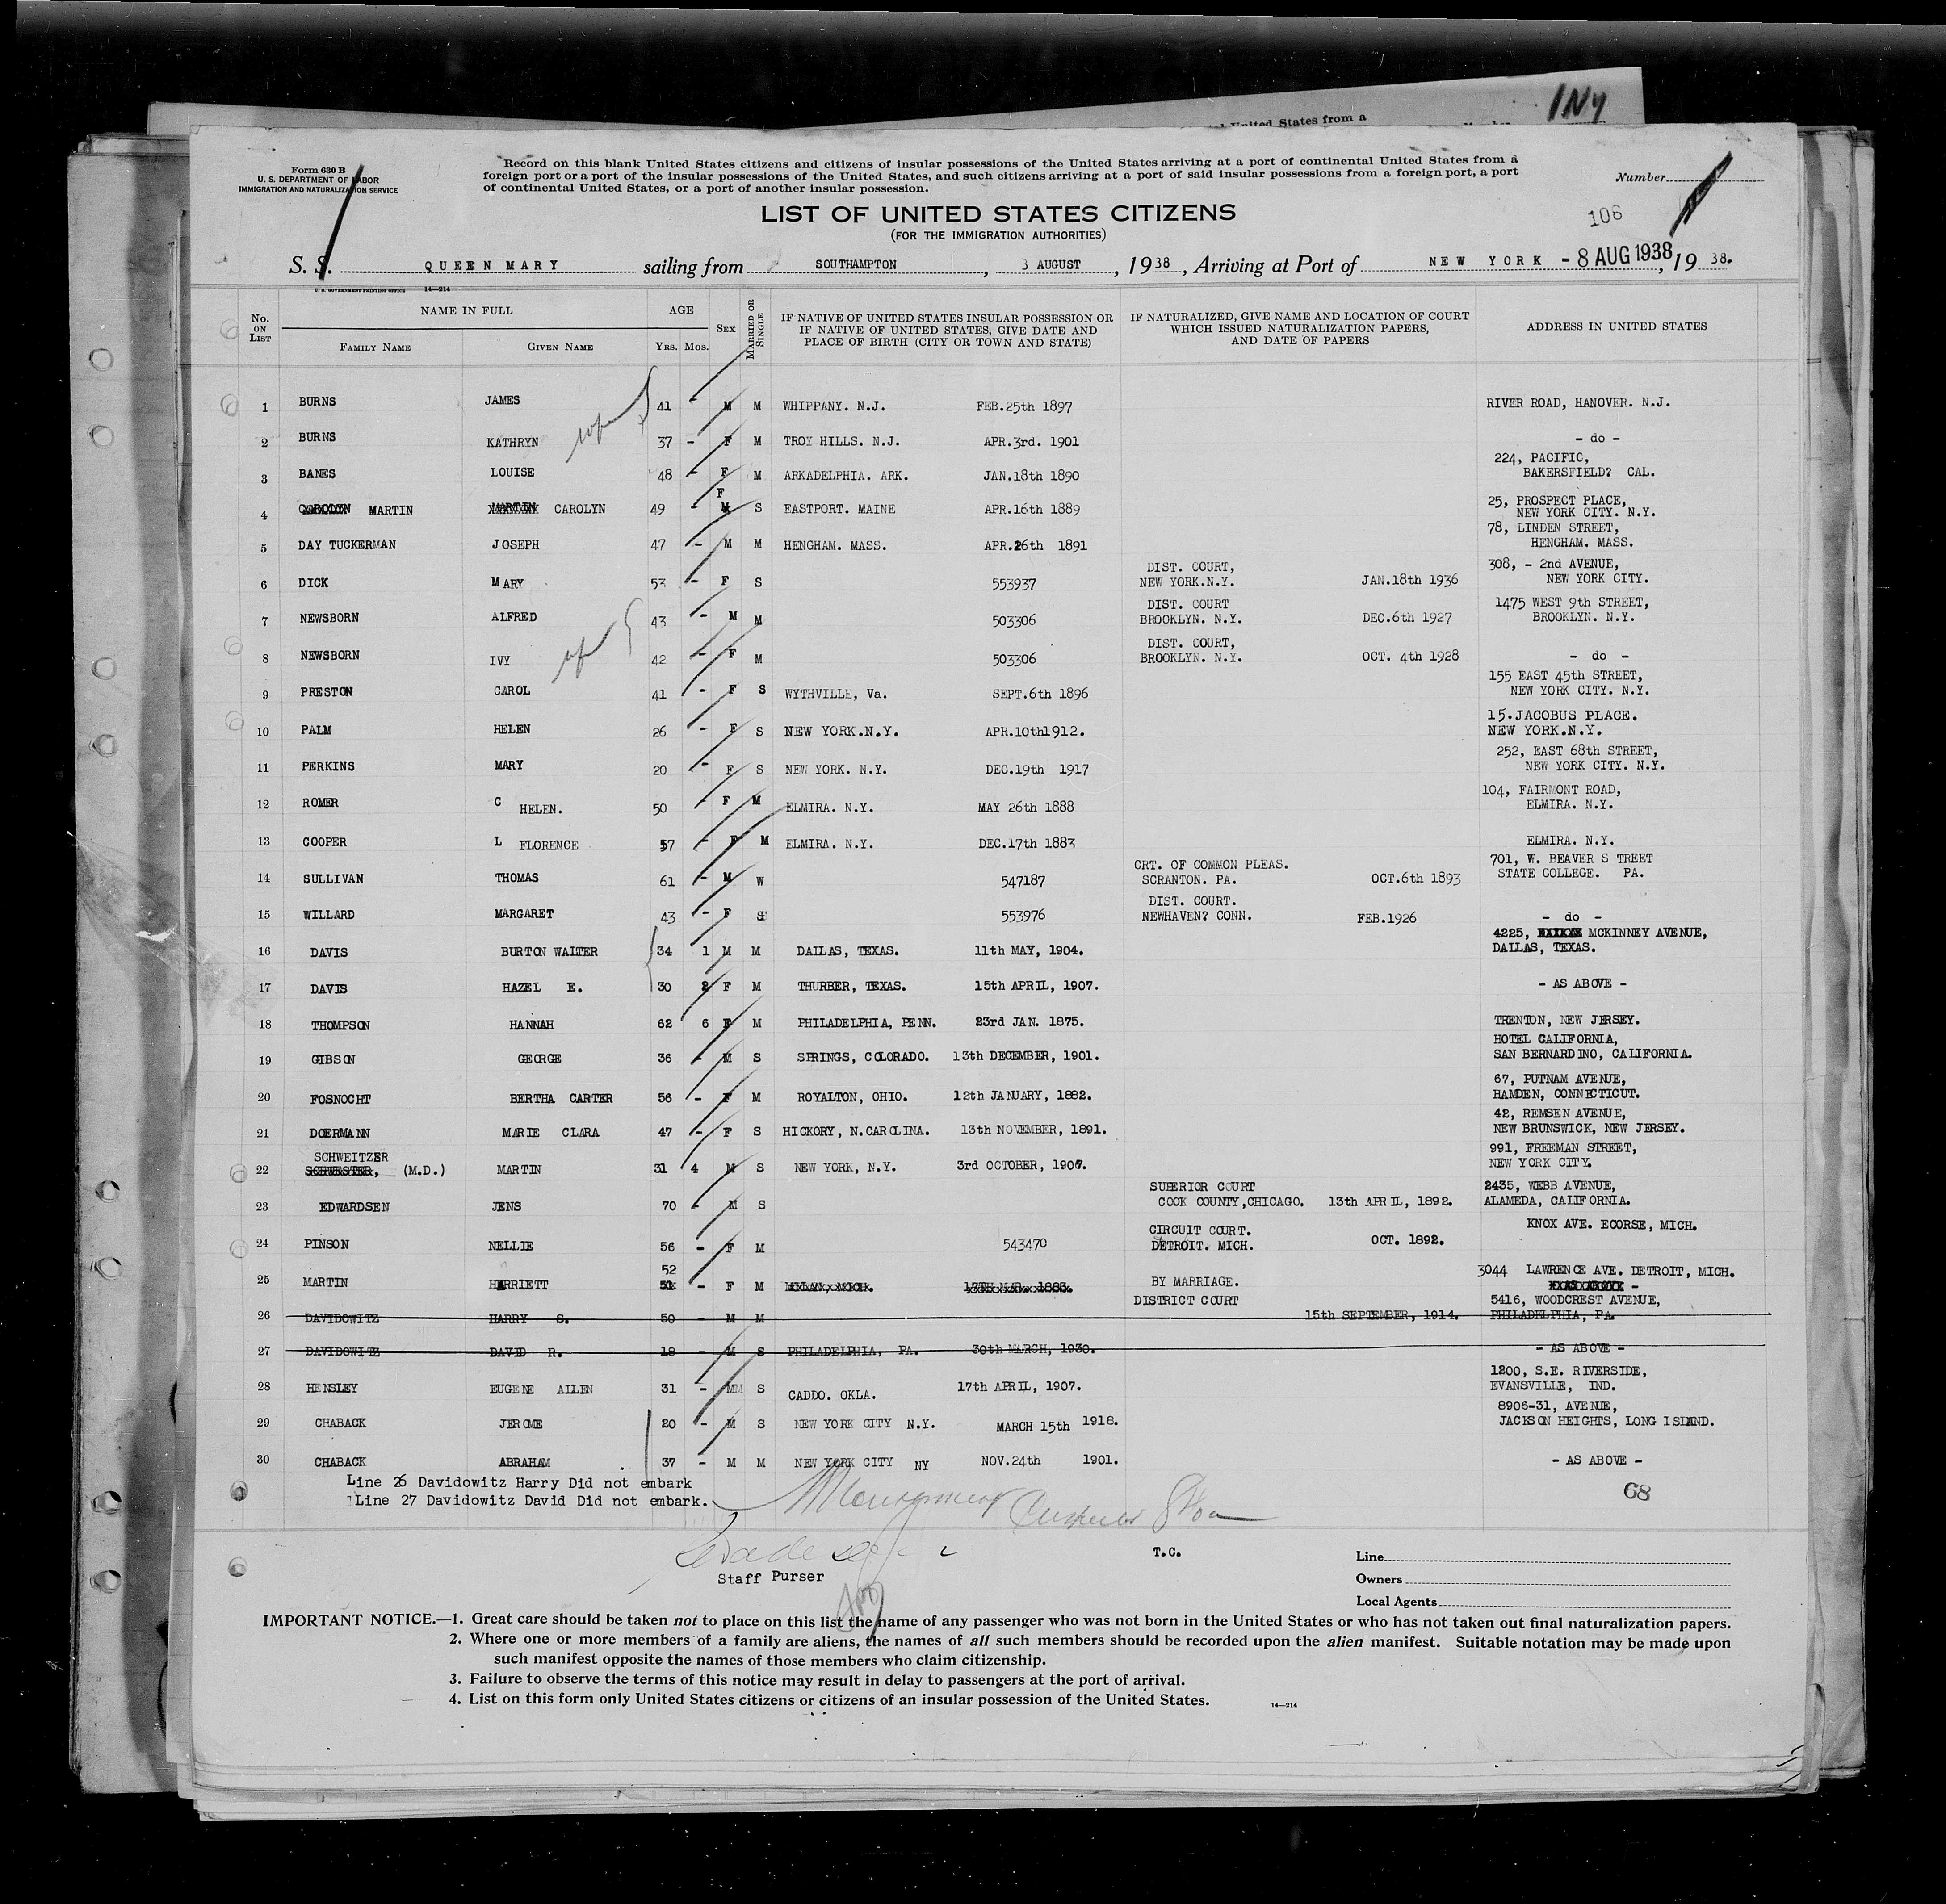 1Ny
United States from a
Form 630 B
U. S. DEPARTMENT OF LABOR
IMMIGRATION AND NATURALIZATION SERVICE
Record on this blank United States citizens and citizens of insular possessions of the United States arriving at a port of continental United States from a
foreign port or a port of the insular possessions of the United States, and such citizens arriving at a port of said insular possessions from a foreign port, a port
of continental United States, or a port of another insular possession.
Number
LIST OF UNITED STATES CITIZENS
(FOR THE IMMIGRATION AUTHORITIES)
106
S. S. QUEEN MARY sailing from SOUTHAMPTON, 3 AUGUST, 1938, Arriving at Port of NEW YORK - 8 AUG 1938, 1938.
U. S. GOVERNMENT PRINTING OFFICE 14—214
No. ON LIST NAME IN FULL AGE SEX MARRIED OR SINGLE IF NATIVE OF UNITED STATES INSULAR POSSESSION OR IF NATIVE OF UNITED STATES, GIVE DATE AND PLACE OF BIRTH (CITY OR TOWN AND STATE) IF NATURALIZED, GIVE NAME AND LOCATION OF COURT WHICH ISSUED NATURALIZATION PAPERS, AND DATE OF PAPERS ADDRESS IN UNITED STATES
FAMILY NAME GIVEN NAME YRS. MOS.
1 BURNS JAMES 41 - M M WHIPPANY. N.J. FEB.25th 1897 RIVER ROAD, HANOVER. N.J.
2 BURNS KATHRYN 37 - F M TROY HILLS. N.J. APR.3rd. 1901 - do -
3 BANES LOUISE 48 - F M ARKADELPHIA. ARK. JAN.18th 1890 224, PACIFIC,
BAKERSFIELD? CAL.
4 MARTIN CAROLYN 49 F S EASTPORT. MAINE APR.16th 1889 25, PROSPECT PLACE,
NEW YORK CITY. N.Y.
5 DAY TUCKERMAN JOSEPH 47 - M M HENGHAM. MASS. APR.26th 1891 78, LINDEN STREET,
HENGHAM. MASS.
6 DICK MARY 53 - F S 553937 DIST. COURT,
NEW YORK.N.Y. JAN.18th 1936 308, - 2nd AVENUE,
NEW YORK CITY.
7 NEWSBORN ALFRED 43 - M M 503306 DIST. COURT
BROOKLYN. N.Y. DEC.6th 1927 1475 WEST 9th STREET,
BROOKLYN. N.Y.
8 NEWSBORN IVY 42 - F M 503306 DIST. COURT,
BROOKLYN. N.Y. OCT. 4th 1928 - do -
9 PRESTON CAROL 41 - F S WYTHVILLE, Va. SEPT.6th 1896 155 EAST 45th STREET,
NEW YORK CITY. N.Y.
10 PALM HELEN 26 - F S NEW YORK.N.Y. APR.10th1912. 15.JACOBUS PLACE.
NEW YORK.N.Y.
11 PERKINS MARY 20 - F S NEW YORK. N.Y. DEC.19th 1917 252, EAST 68th STREET,
NEW YORK CITY. N.Y.
12 ROMER C HELEN. 50 - F M ELMIRA. N.Y. MAY 26th 1888 104, FAIRMONT ROAD,
ELMIRA. N.Y.
13 COOPER L FLORENCE 57 - F M ELMIRA. N.Y. DEC.17th 1883 ELMIRA. N.Y.
14 SULLIVAN THOMAS 61 - M W 547187 CRT. OF COMMON PLEAS.
SCRANTON. PA. OCT.6th 1893 701, W. BEAVER S TREET
STATE COLLEGE. PA.
15 WILLARD MARGARET 43 - F S 553976 DIST. COURT.
NEWHAVEN? CONN. FEB.1926 - do -
16 DAVIS BURTON WALTER 34 1 M M DALLAS, TEXAS. 11th MAY, 1904. 4225, MCKINNEY AVENUE,
DALLAS, TEXAS.
17 DAVIS HAZEL E. 30 2 F M THURBER, TEXAS. 15th APRIL, 1907. - AS ABOVE -
18 THOMPSON HANNAH 62 6 F M PHILADELPHIA, PENN. 23rd JAN. 1875. TRENTON, NEW JERSEY.
19 GIBSON GEORGE 36 - M S SPRINGS, COLORADO. 13th DECEMBER, 1901. HOTEL CALIFORNIA,
SAN BERNARDINO, CALIFORNIA.
20 FOSNOCHT BERTHA CARTER 56 - F M ROYALTON, OHIO. 12th JANUARY, 1882. 67, PUTNAM AVENUE,
HAMDEN, CONNECTICUT.
21 DOERMANN MARIE CLARA 47 - F S HICKORY, N.CAROLINA. 13th NOVEMBER, 1891. 42, REMSEN AVENUE,
NEW BRUNSWICK, NEW JERSEY.
22 SCHWEITZER (M.D.) MARTIN 31 4 M S NEW YORK, N.Y. 3rd OCTOBER, 1907. 991, FREEMAN STREET,
NEW YORK CITY.
23 EDWARDSEN JENS 70 - M S SUPERIOR COURT
COOK COUNTY,CHICAGO. 13th APRIL, 1892. 2435, WEBB AVENUE,
ALAMEDA, CALIFORNIA.
24 PINSON NELLIE 56 - F M 543470 CIRCUIT COURT.
DETROIT. MICH. OCT. 1892. KNOX AVE. ECORSE, MICH.
25 MARTIN HARRIETT 52 - F M BY MARRIAGE. 3044 LAWRENCE AVE. DETROIT, MICH.
26 DAVIDOWITZ HARRY S. 50 - M M DISTRICT COURT
15th SEPTEMBER, 1914. 5416, WOODCREST AVENUE,
PHILADELPHIA, PA.
27 DAVIDOWITZ DAVID R. 18 - M S PHILADELPHIA, PA. 30th MARCH, 1930. - AS ABOVE -
28 HENSLEY EUGENE ALLEN 31 - MM S CADDO. OKLA. 17th APRIL, 1907. 1200, S.E. RIVERSIDE,
EVANSVILLE, IND.
29 CHABACK JEROME 20 - M S NEW YORK CITY N.Y. MARCH 15th 1918. 8906-31, AVENUE,
JACKSON HEIGHTS, LONG ISLAND.
30 CHABACK ABRAHAM 37 - M M NEW YORK CITY NY NOV.24th 1901. - AS ABOVE -
Line 26 Davidowitz Harry Did not embark
Line 27 Davidowitz David Did not embark.
68
T.C.
Staff Purser
Line
Owners
Local Agents
IMPORTANT NOTICE.—1. Great care should be taken not to place on this list the name of any passenger who was not born in the United States or who has not taken out final naturalization papers.
2. Where one or more members of a family are aliens, the names of all such members should be recorded upon the alien manifest. Suitable notation may be made upon
such manifest opposite the names of those members who claim citizenship.
3. Failure to observe the terms of this notice may result in delay to passengers at the port of arrival.
4. List on this form only United States citizens or citizens of an insular possession of the United States.
14—214